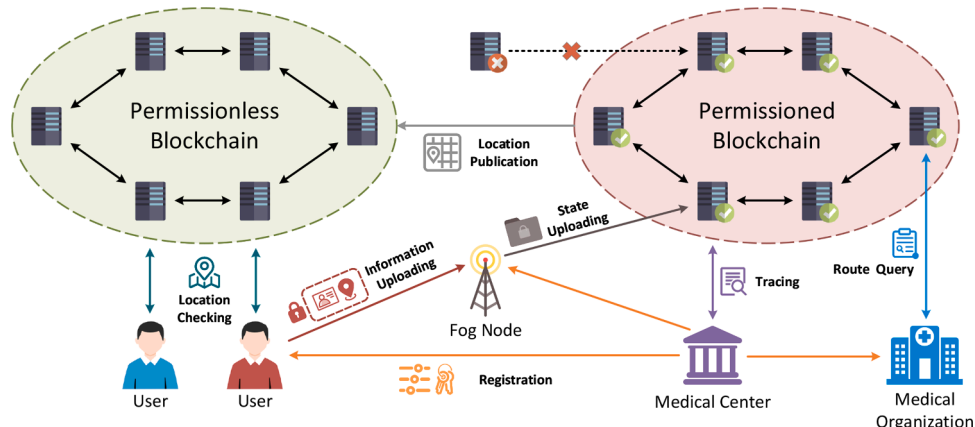 Permissionless
Blockchain
Permissioned
Blockchain
Location
Publication
State
Uploading
Information
Uploading
Location
Checking
Route Query
Tracing
Fog Node
Registration
User
User
Medical Center
Medical
Organization